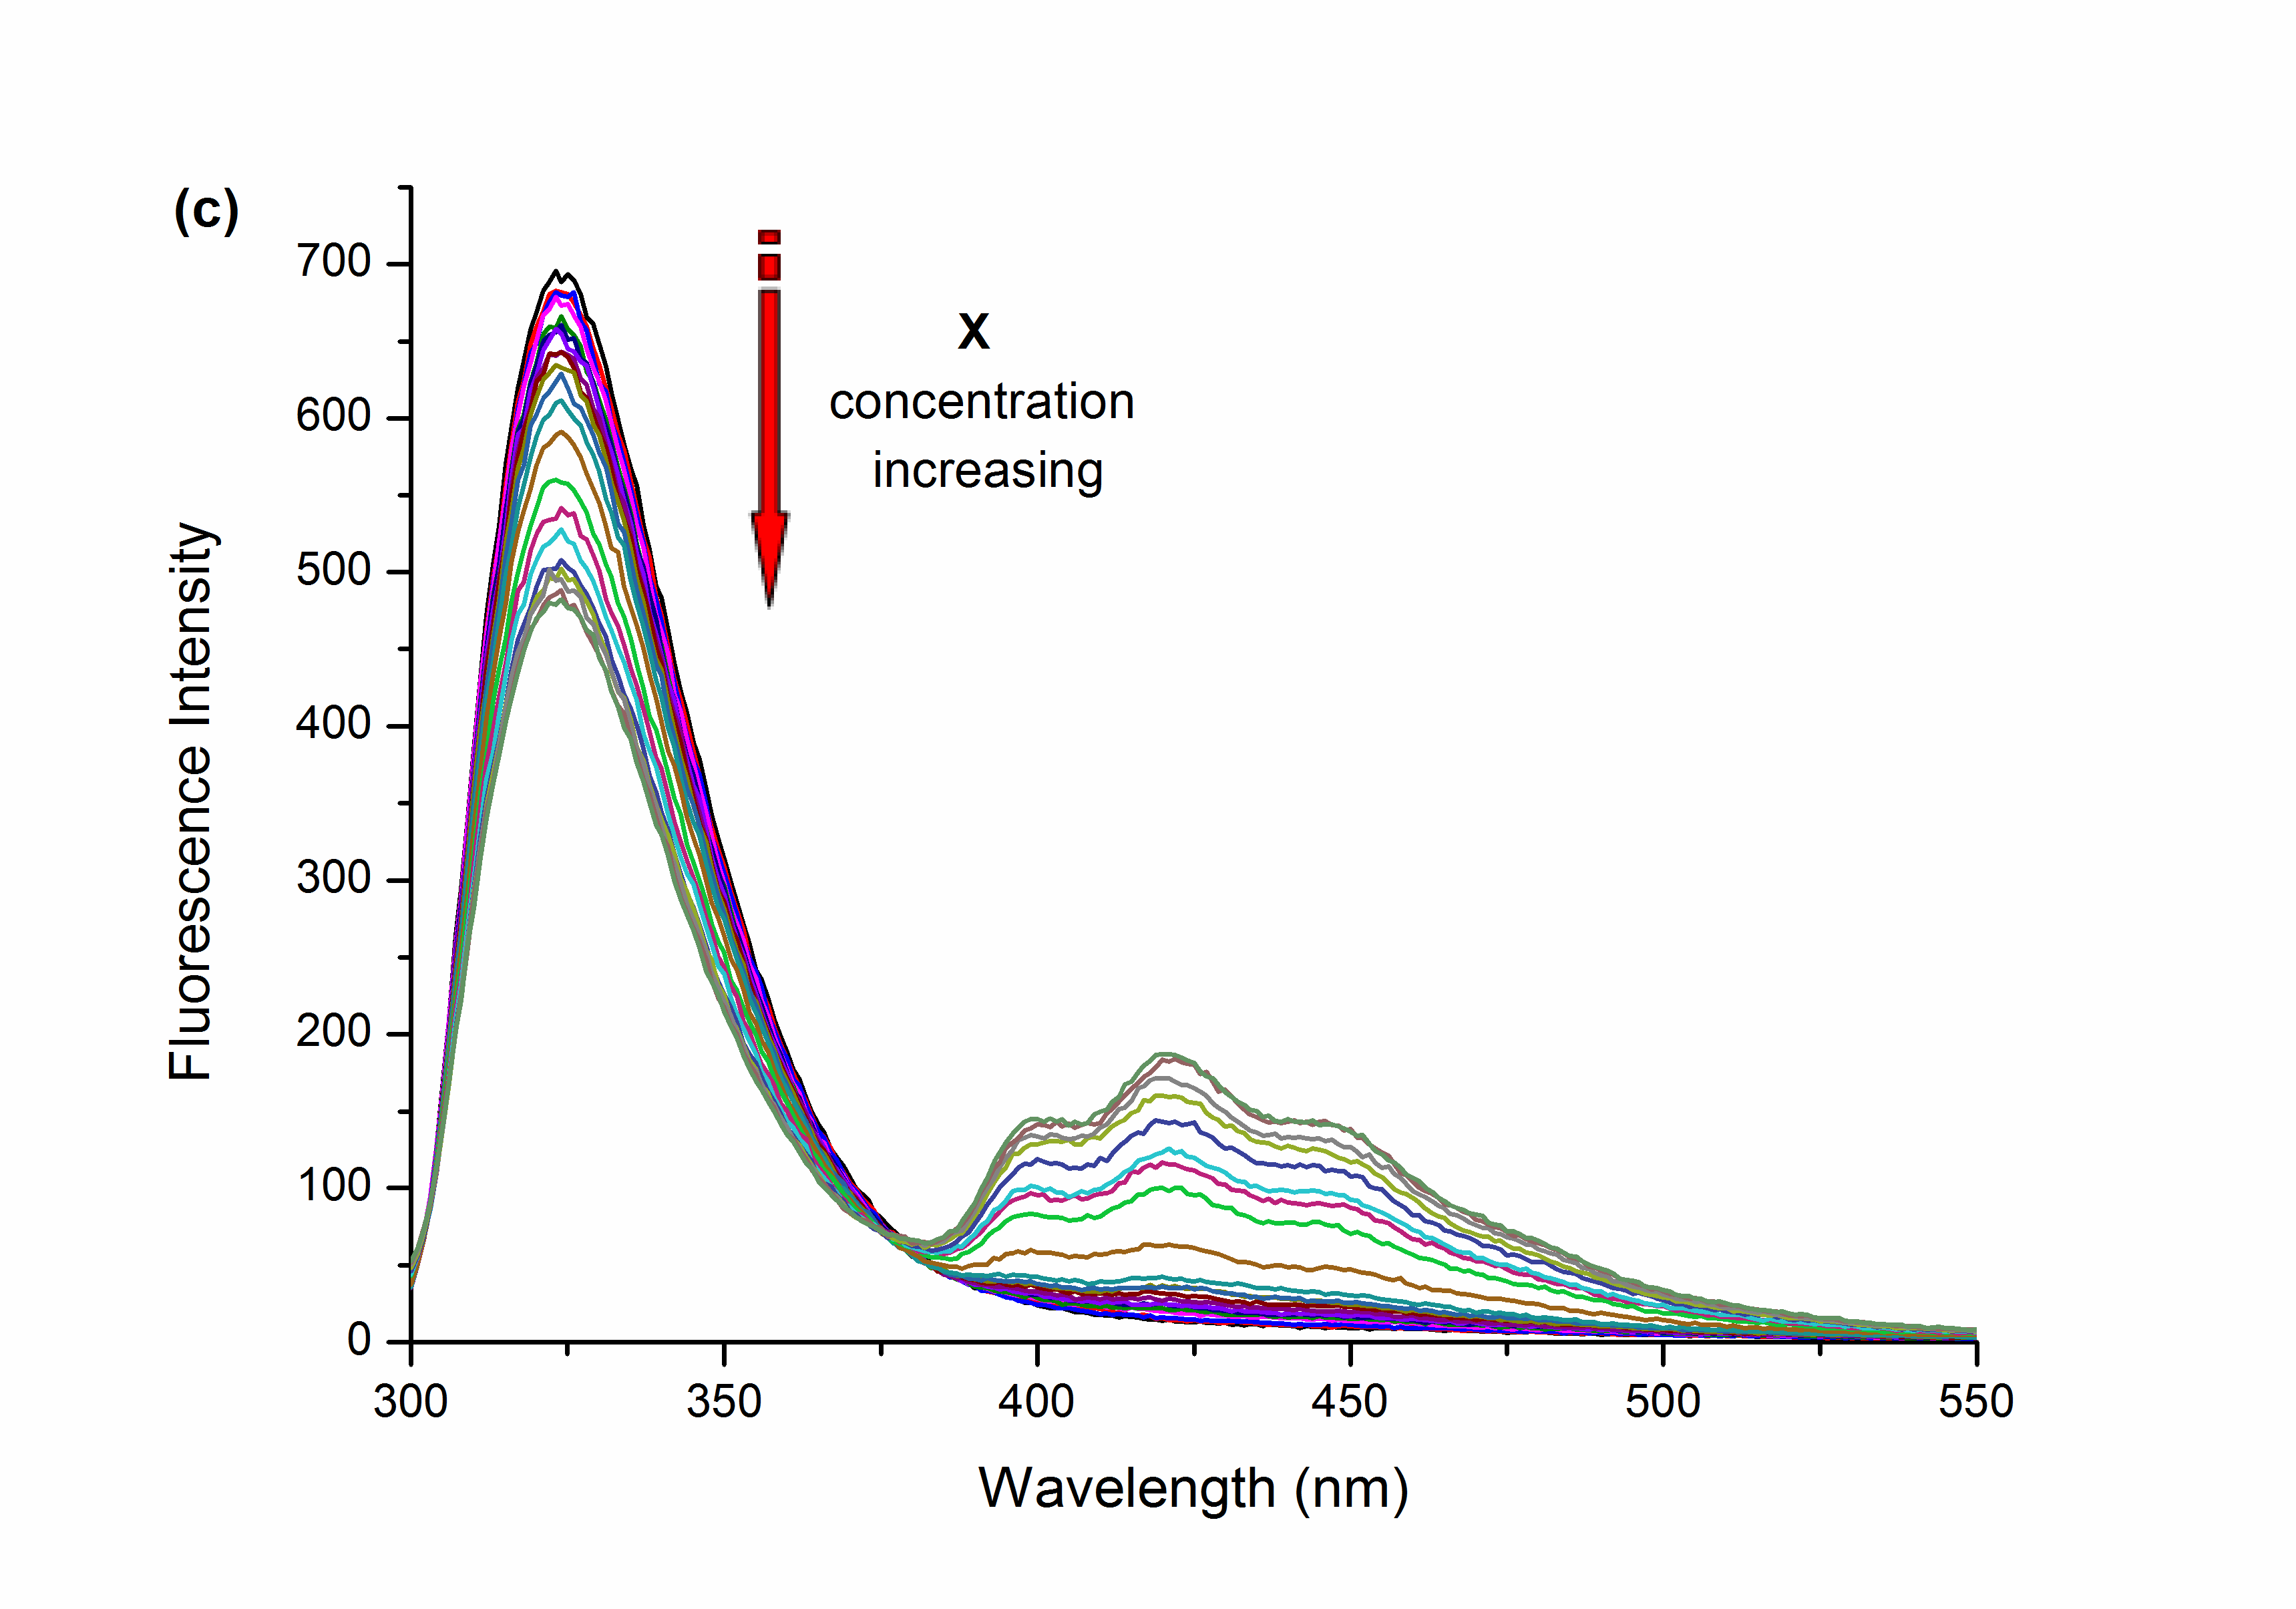 (c)
700
600
500
400
300
200
100
0
Fluorescence Intensity
X
concentration
increasing
300 350 400 450 500 550
Wavelength (nm)